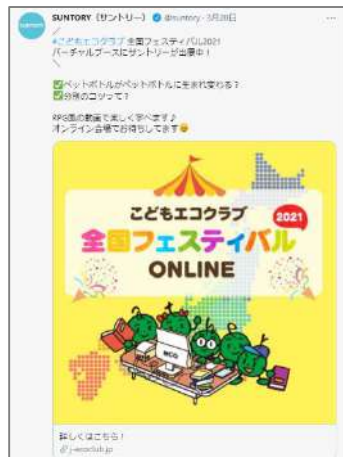 SUNTORY（サントリー） @suntory · 3月28日
／
#こどもエコクラブ 全国フェスティバル2021
バーチャルブースにサントリーが出展中！
＼
✅ペットボトルがペットボトルに生まれ変わる？
✅分別のコツって？
RPG風の動画で楽しく学べます♪
オンライン会場でお待ちしてます😄
こどもエコクラブ
2021
全国フェスティバル
ONLINE
詳しくはこちら！
j-ecoclub.jp